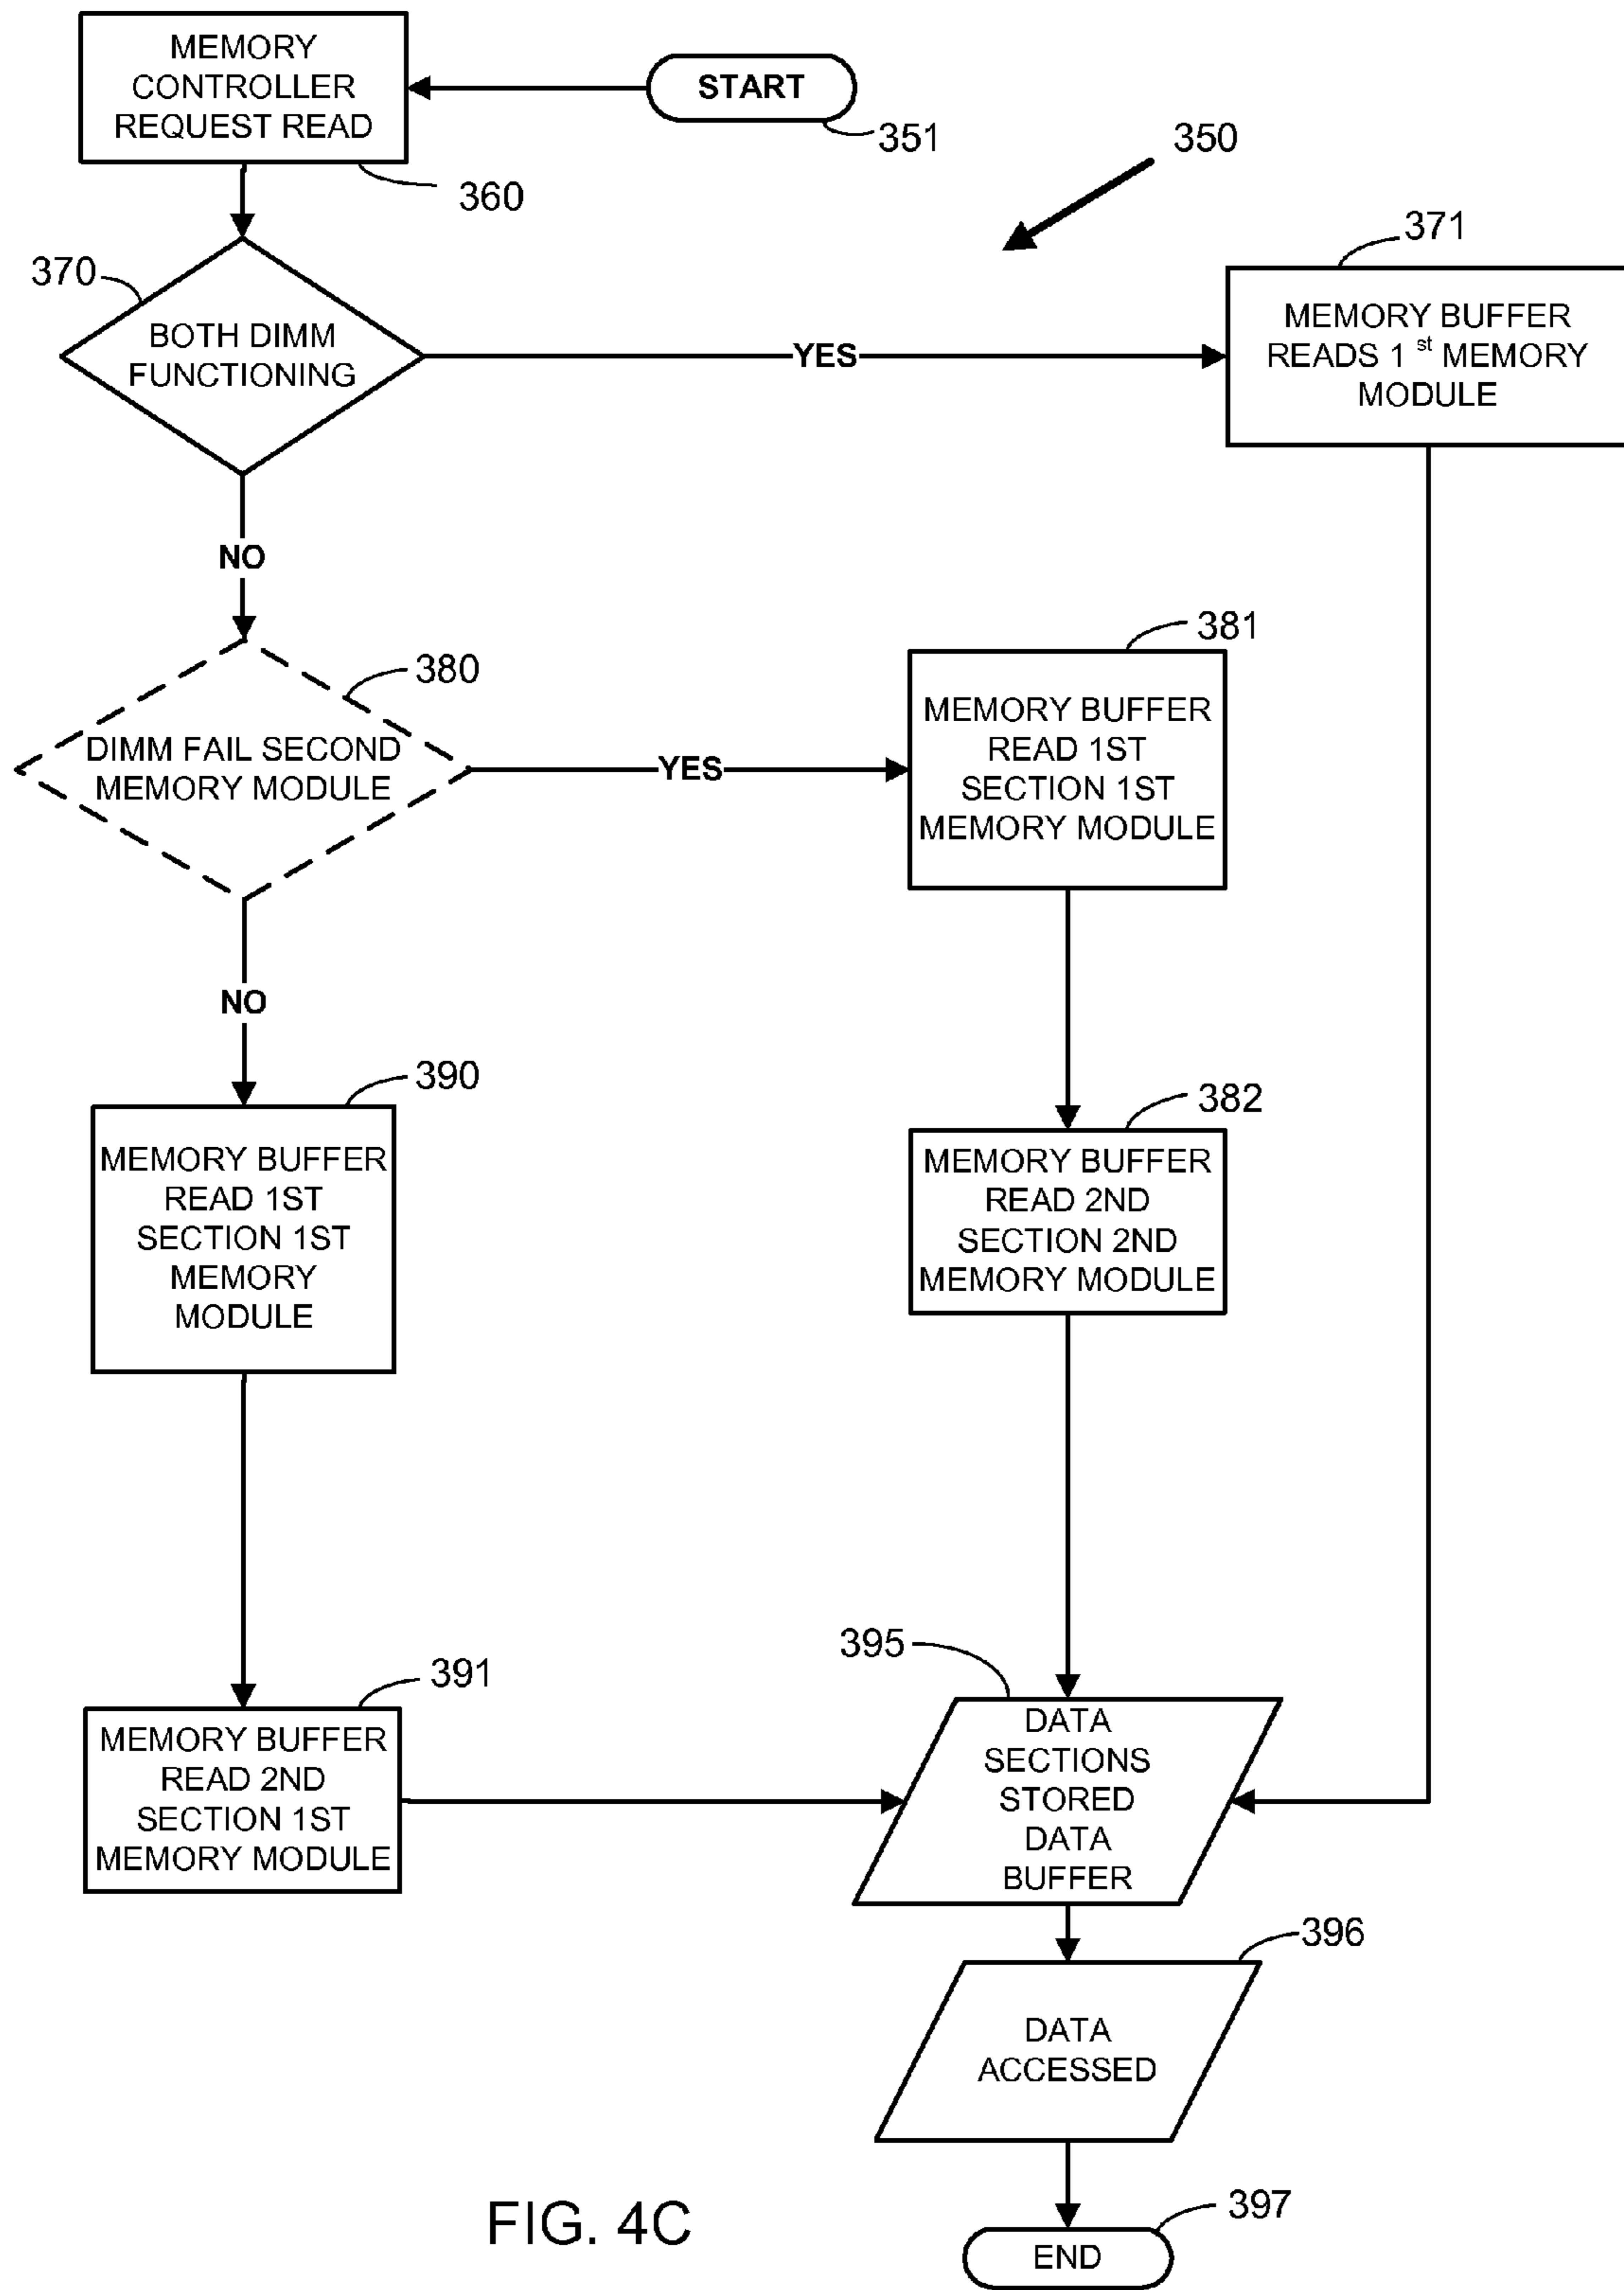 MEMORY
CONTROLLER
REQUEST READ
START
351
350
360
371
370
BOTH DIMM
FUNCTIONING
YES
MEMORY BUFFER
READS 1 st MEMORY
MODULE
NO
381
380
DIMM FAIL SECOND
MEMORY MODULE
YES
MEMORY BUFFER
READ 1ST
SECTION 1ST
MEMORY MODULE
NO
390
382
MEMORY BUFFER
READ 1ST
SECTION 1ST
MEMORY
MODULE
MEMORY BUFFER
READ 2ND
SECTION 2ND
MEMORY MODULE
395
391
MEMORY BUFFER
READ 2ND
SECTION 1ST
MEMORY MODULE
DATA
SECTIONS
STORED
DATA
BUFFER
396
DATA
ACCESSED
397
END
FIG. 4C